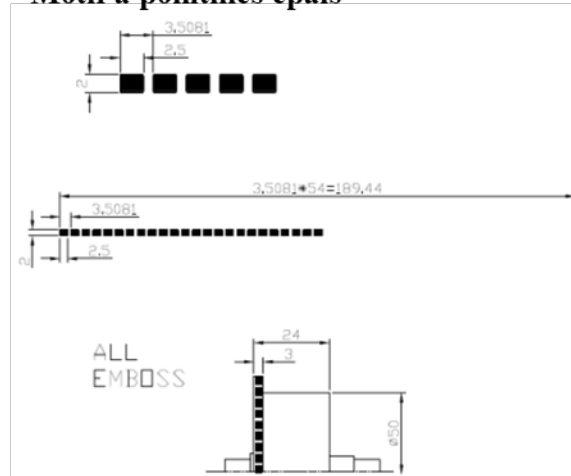 Motif à pointillés épais
3,5081
2,5
2
3,5081*54=189,44
3,5081
2,5
2
ALL
EMBOSS
24
3
ø50